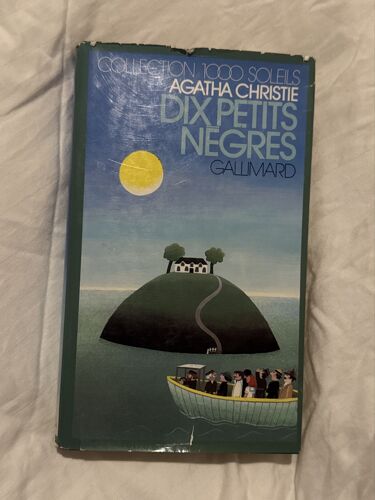 COLLECTION 1000 SOLEILS
AGATHA CHRISTIE
DIX PETITS
NÈGRES
GALLIMARD